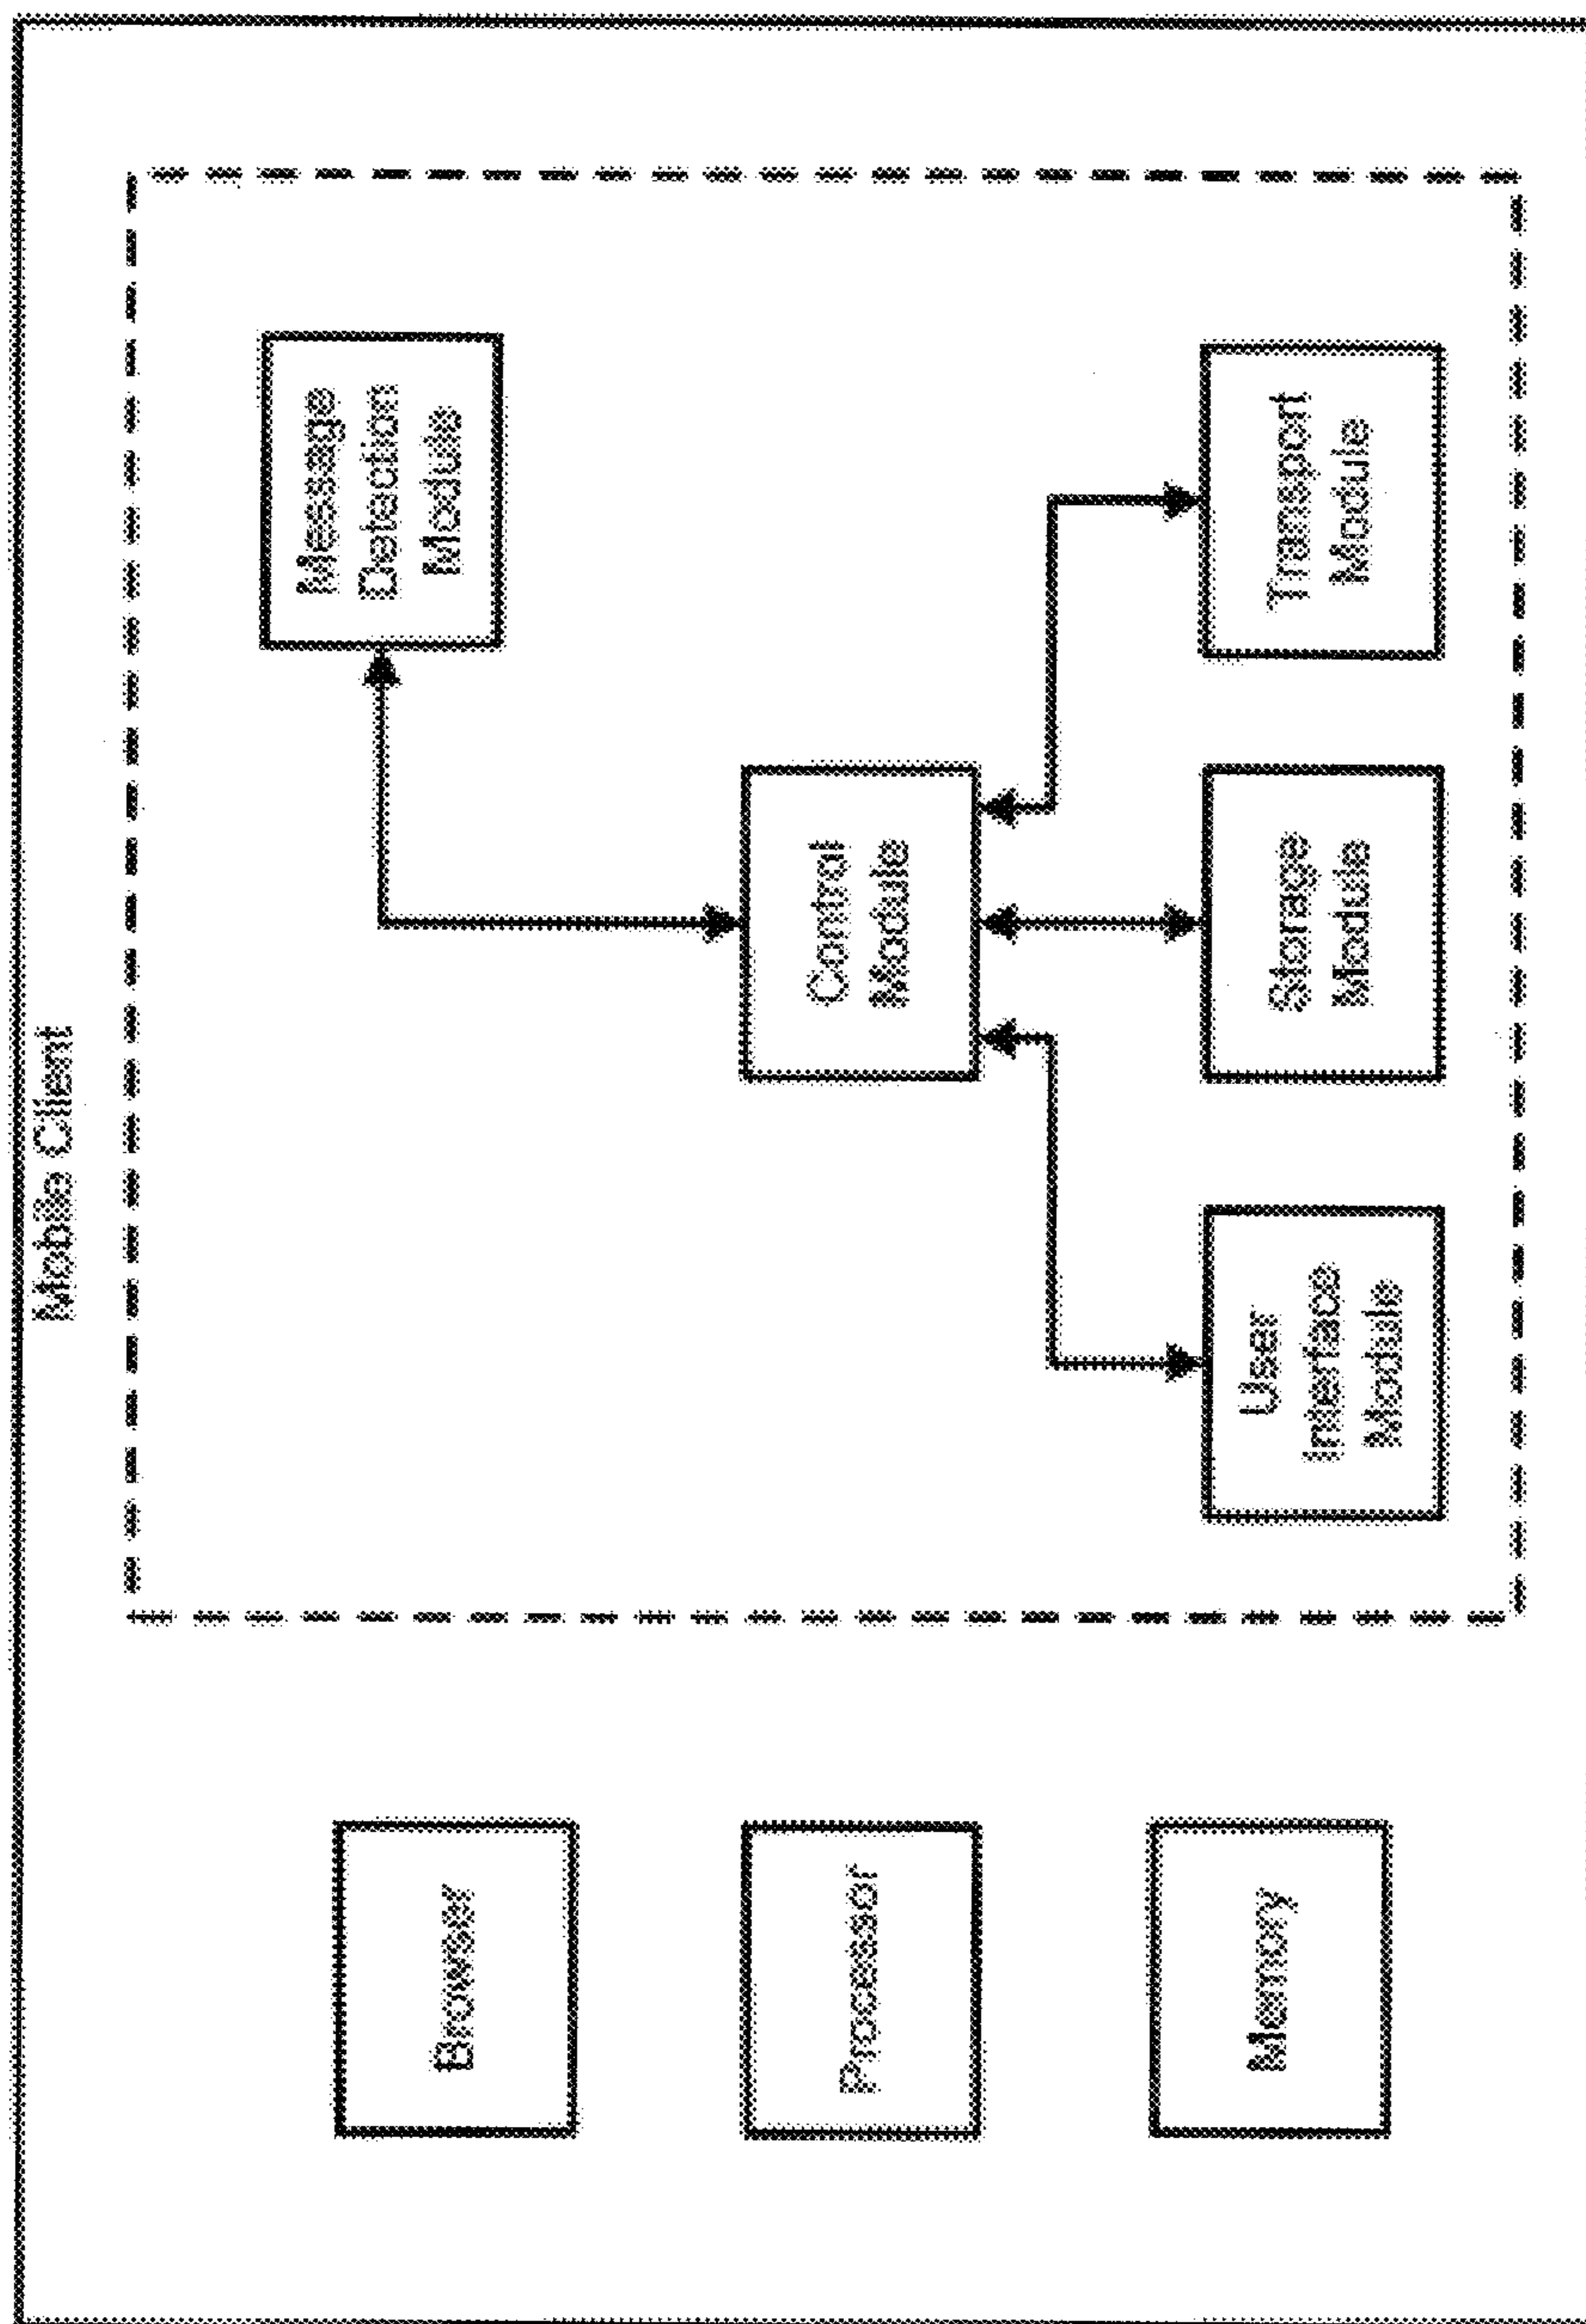 Mobile Client
Browser
Processor
Memory
Message
Detection
Module
Control
Module
User
Interface
Module
Storage
Module
Transport
Module